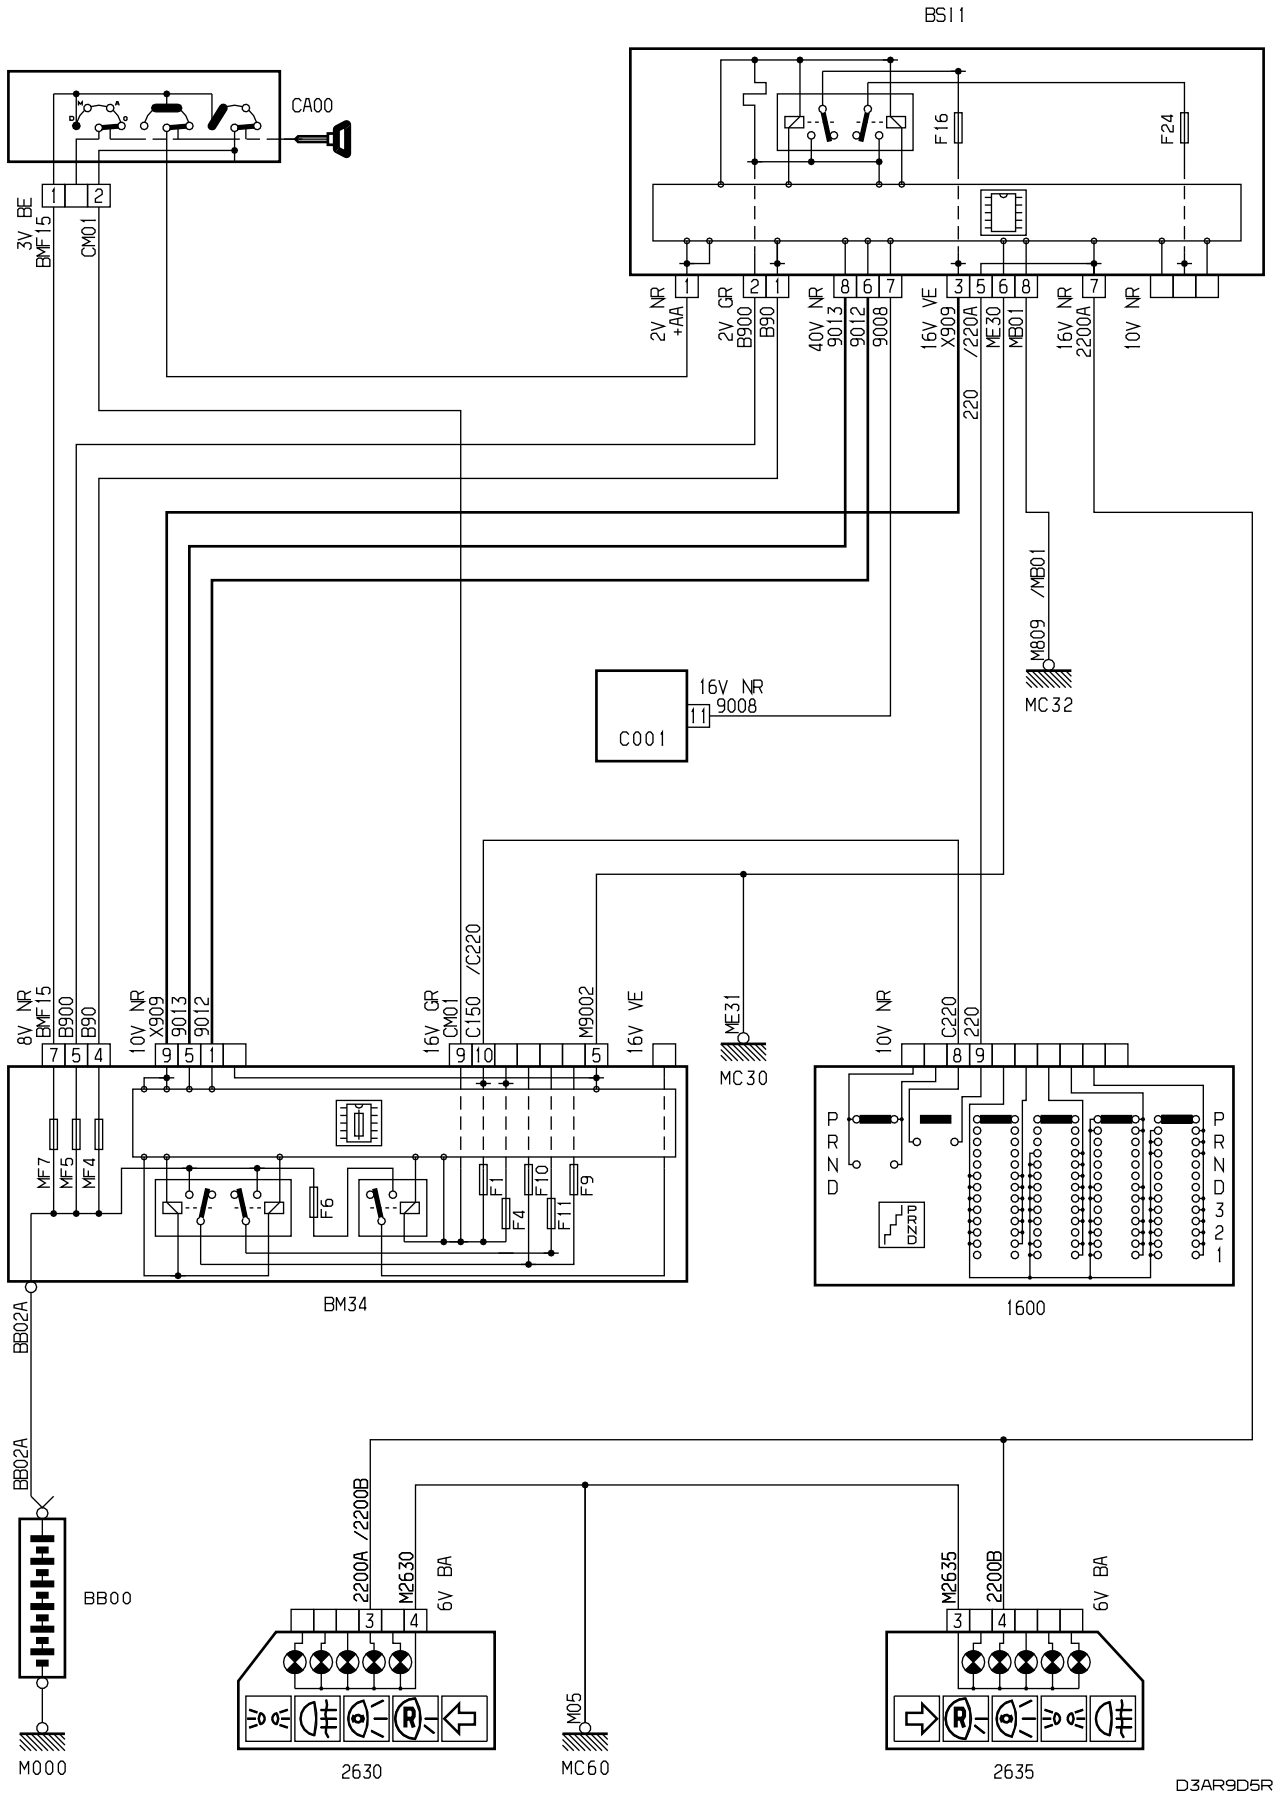 BSI1
CA00
M A
D O
F16
F24
1 2
3V BE
BMF15
CM01
1
2 1
8 6 7
3 5 6 8
7
2V NR
+AA
2V GR
B900
B90
40V NR
9013
9012
9008
16V VE
X909
/220A
220
ME30
MB01
16V NR
2200A
10V NR
M809 /MB01
MC32
C001
11
16V NR
9008
8V NR
BMF15
B900
B90
10V NR
X909
9013
9012
16V GR
CM01
C150 /C220
M9002
16V VE
ME31
MC30
10V NR
C220
220
7 5 4
9 5 1
9 10
5
8 9
MF7
MF5
MF4
F6
F1
F4
F10
F11
F9
BM34
P
R
N
D
P
R
N
D
P
R
N
D
3
2
1
1600
BB02A
BB02A
BB00
M000
2200A /2200B
M2630
6V BA
3 4
R
2630
M05
MC60
M2635
2200B
6V BA
3 4
R
2635
D3AR9D5R